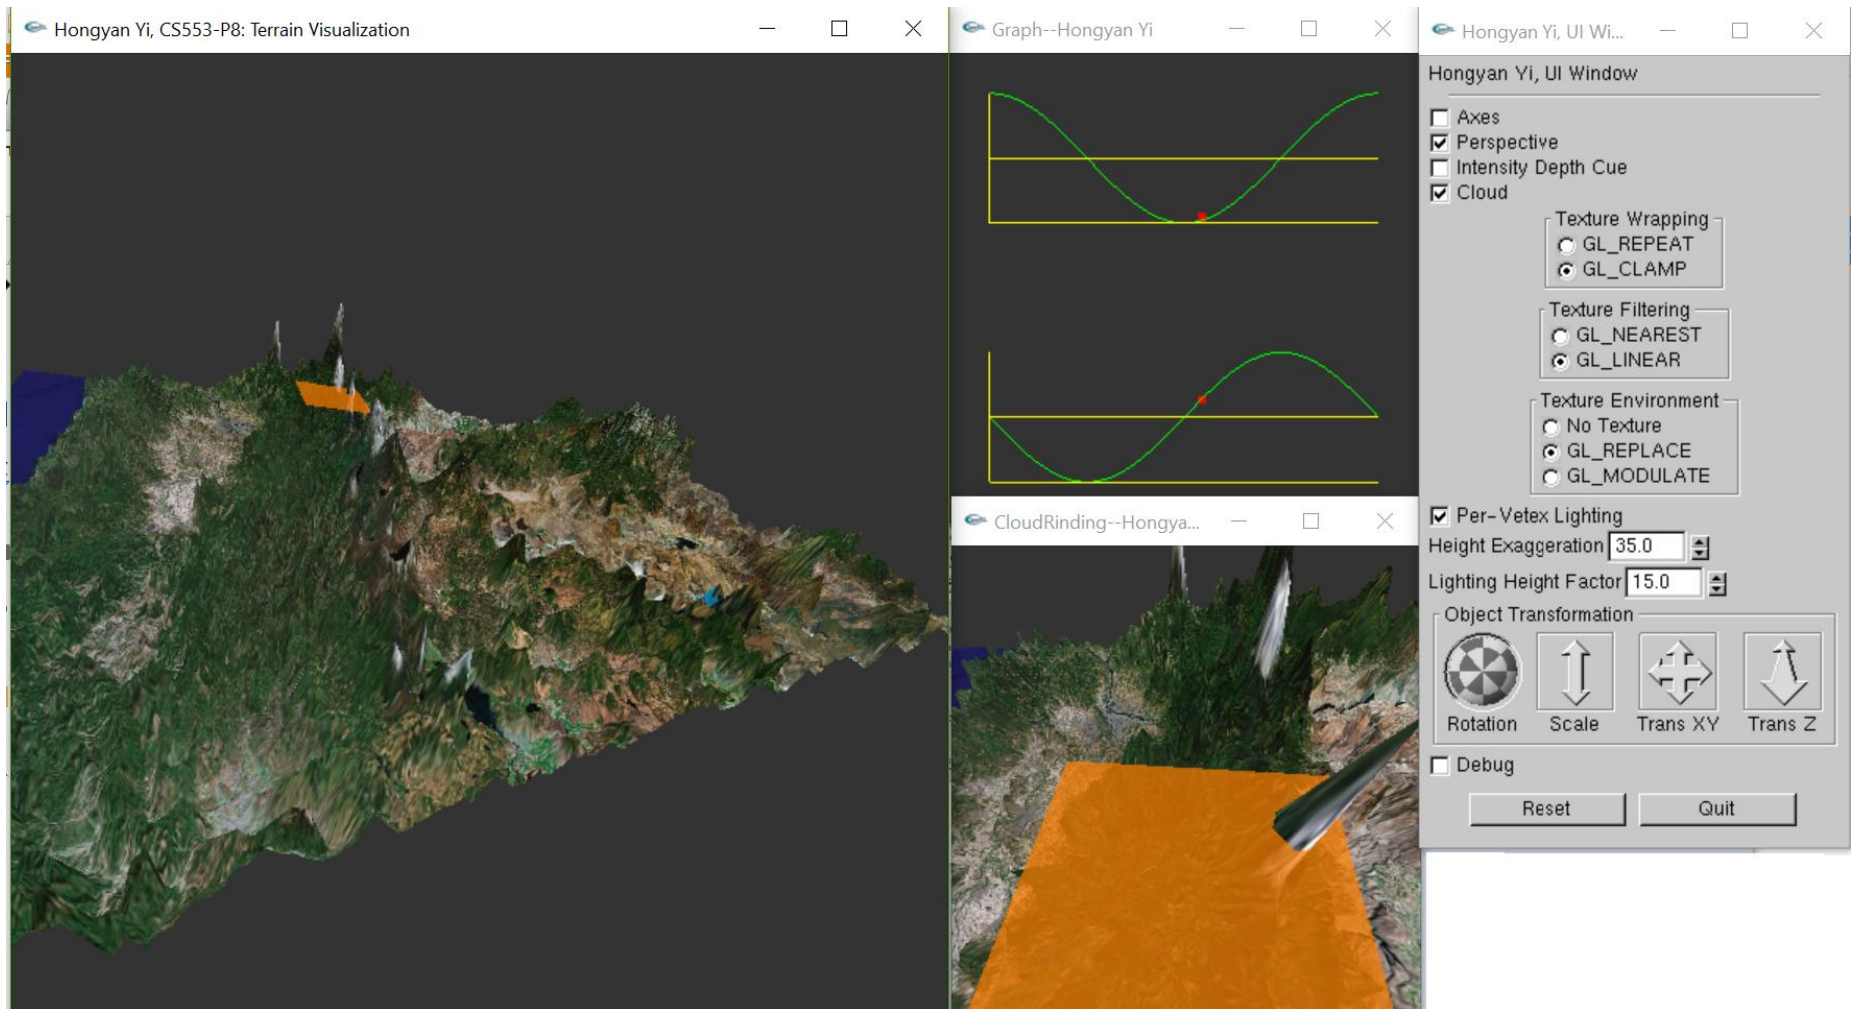 Hongyan Yi, CS553-P8: Terrain Visualization
Graph--Hongyan Yi
CloudRinding--Hongya...
Hongyan Yi, UI Wi...
Hongyan Yi, UI Window
Axes
Perspective
Intensity Depth Cue
Cloud
Texture Wrapping
GL_REPEAT
GL_CLAMP
Texture Filtering
GL_NEAREST
GL_LINEAR
Texture Environment
No Texture
GL_REPLACE
GL_MODULATE
Per-Vetex Lighting
Height Exaggeration 35.0
Lighting Height Factor 15.0
Object Transformation
Rotation Scale Trans XY Trans Z
Debug
Reset Quit